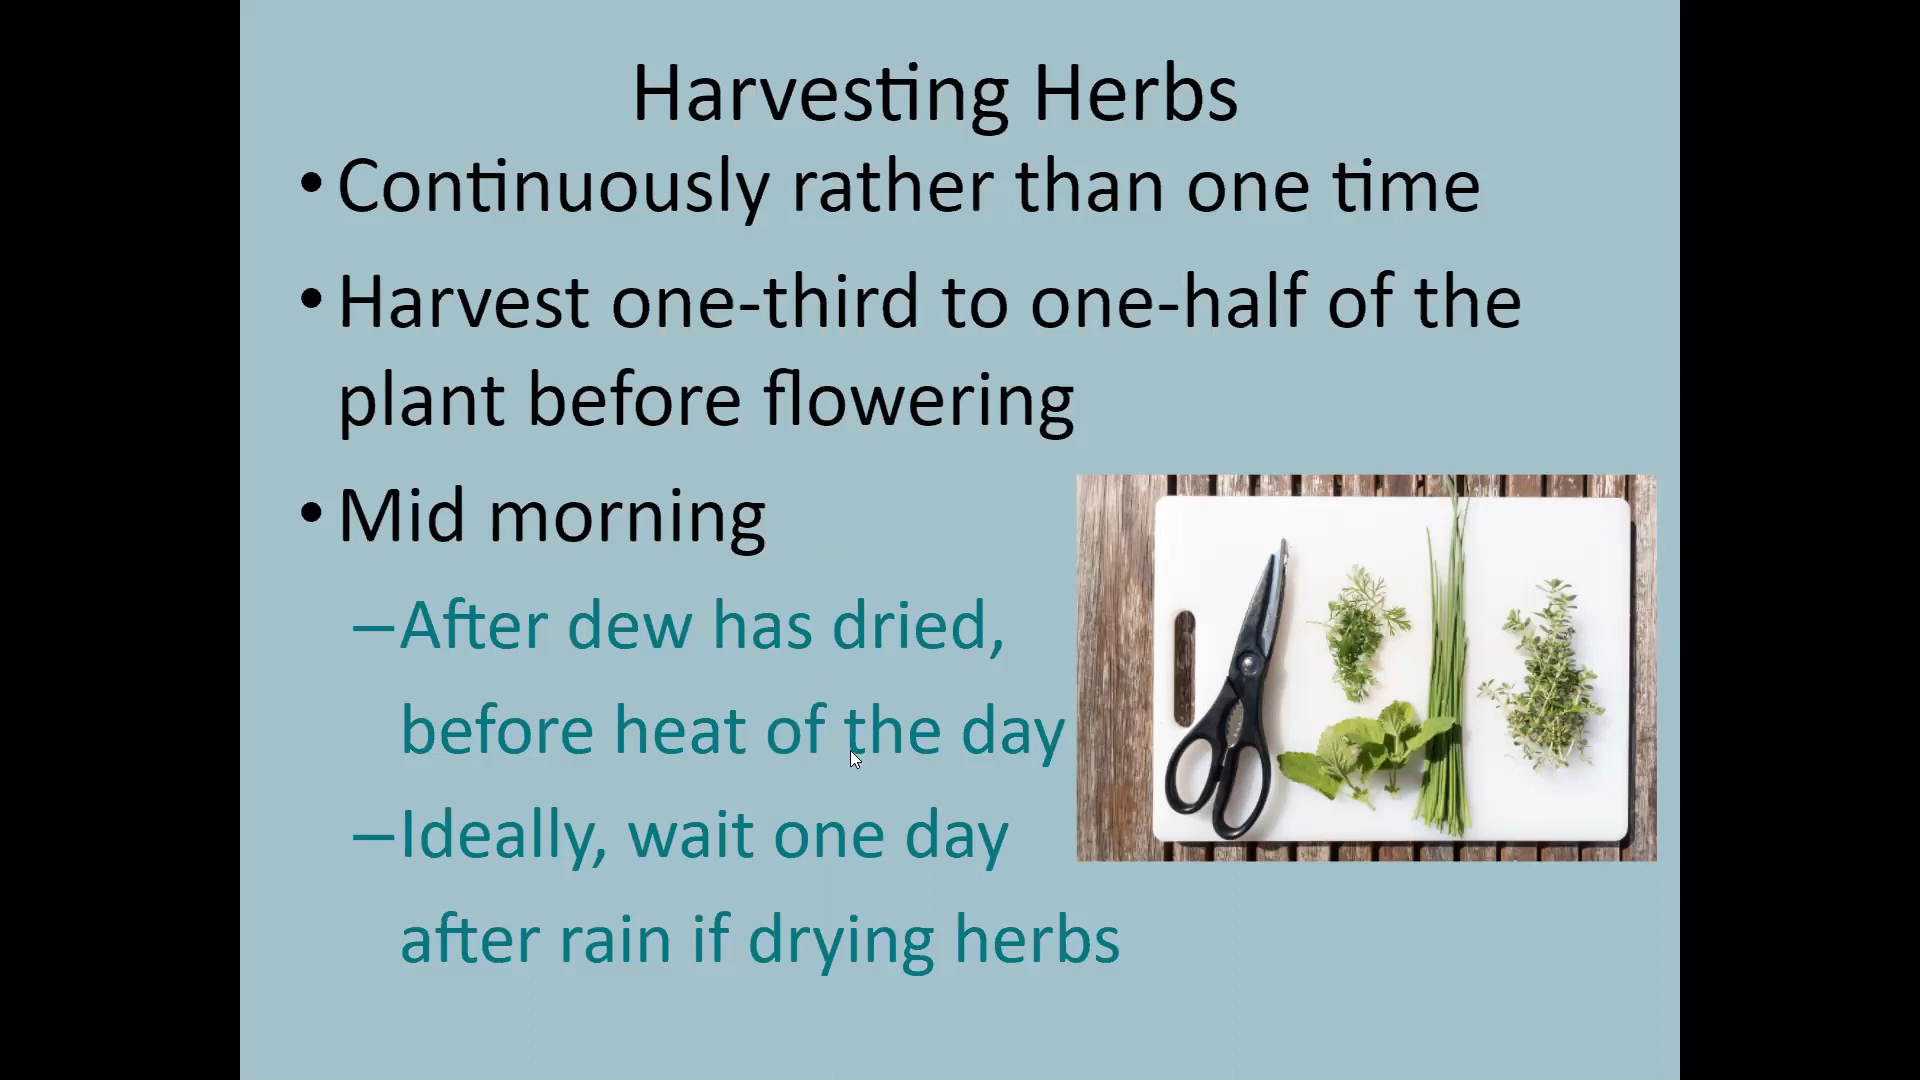 Harvesting Herbs
• Continuously rather than one time
• Harvest one-third to one-half of the
plant before flowering
• Mid morning
–After dew has dried,
before heat of the day
–Ideally, wait one day
after rain if drying herbs